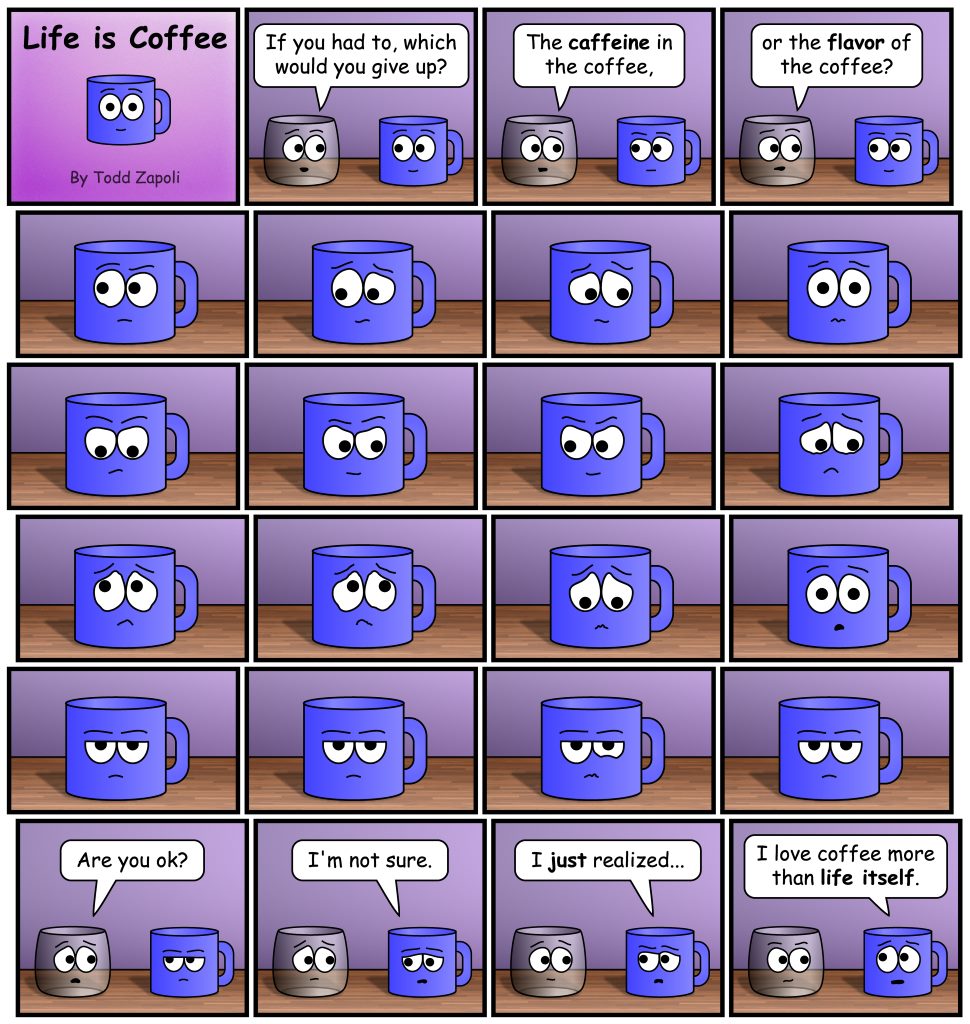 Life is Coffee
By Todd Zapoli
If you had to, which
would you give up?
The caffeine in
the coffee,
or the flavor of
the coffee?
Are you ok?
I'm not sure.
I just realized...
I love coffee more
than life itself.